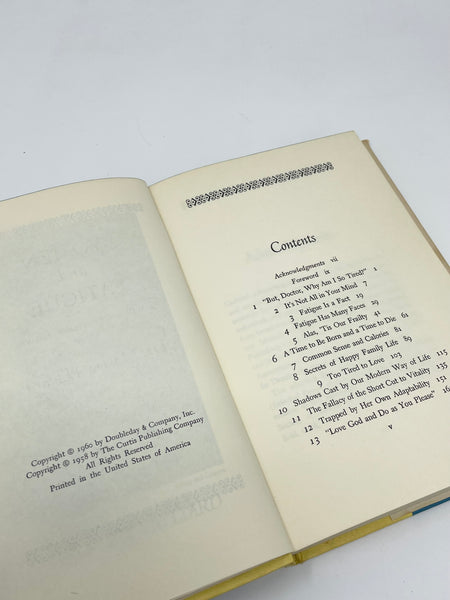 Copyright © 1960 by Doubleday & Company, Inc.
Copyright © 1958 by The Curtis Publishing Company
All Rights Reserved
Printed in the United States of America
Contents
Acknowledgments vii
Foreword ix
1 "But, Doctor, Why Am I So Tired?" 1
2 It's Not All in Your Mind 7
3 Fatigue Is a Fact 19
4 Fatigue Has Many Faces 29
5 Alas, 'Tis Our Frailty 41
6 A Time to Be Born and a Time to Die 61
7 Common Sense and Calories 81
8 Secrets of Happy Family Life 89
9 Too Tired to Love 103
10 Shadows Cast by Our Modern Way of Life
11 The Fallacy of the Short Cut to Vitality
12 Trapped by Her Own Adaptability
13 "Love God and Do as You Please"
v